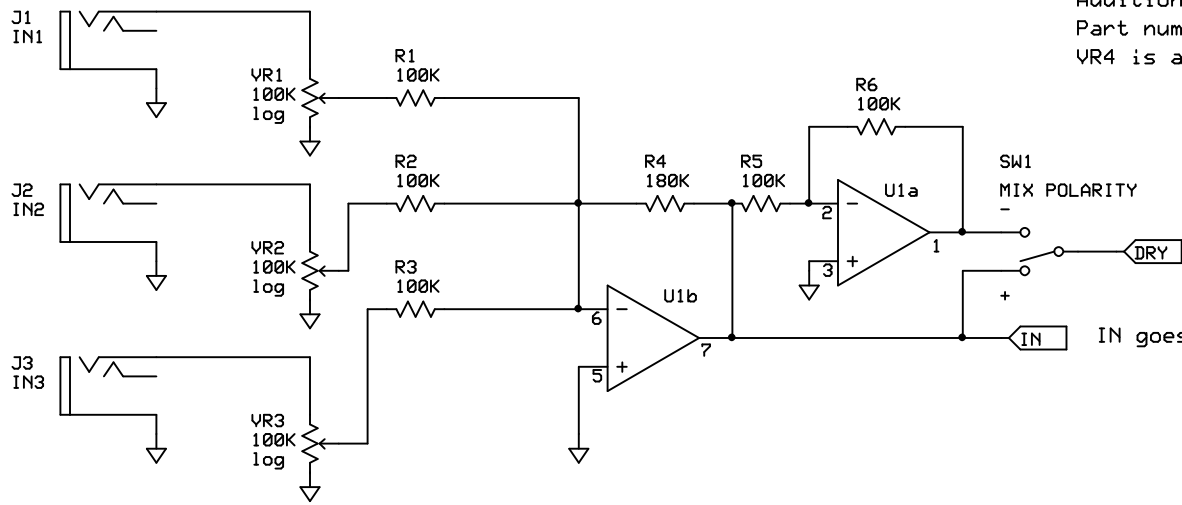 J1
IN1
VR1
100K
log
R1
100K
J2
IN2
VR2
100K
log
R2
100K
J3
IN3
VR3
100K
log
R3
100K
R4
180K
R5
100K
R6
100K
U1a
2
-
3
+
1
U1b
6
-
5
+
7
SW1
MIX POLARITY
-
+
DRY
IN
IN goes
Part num
VR4 is a